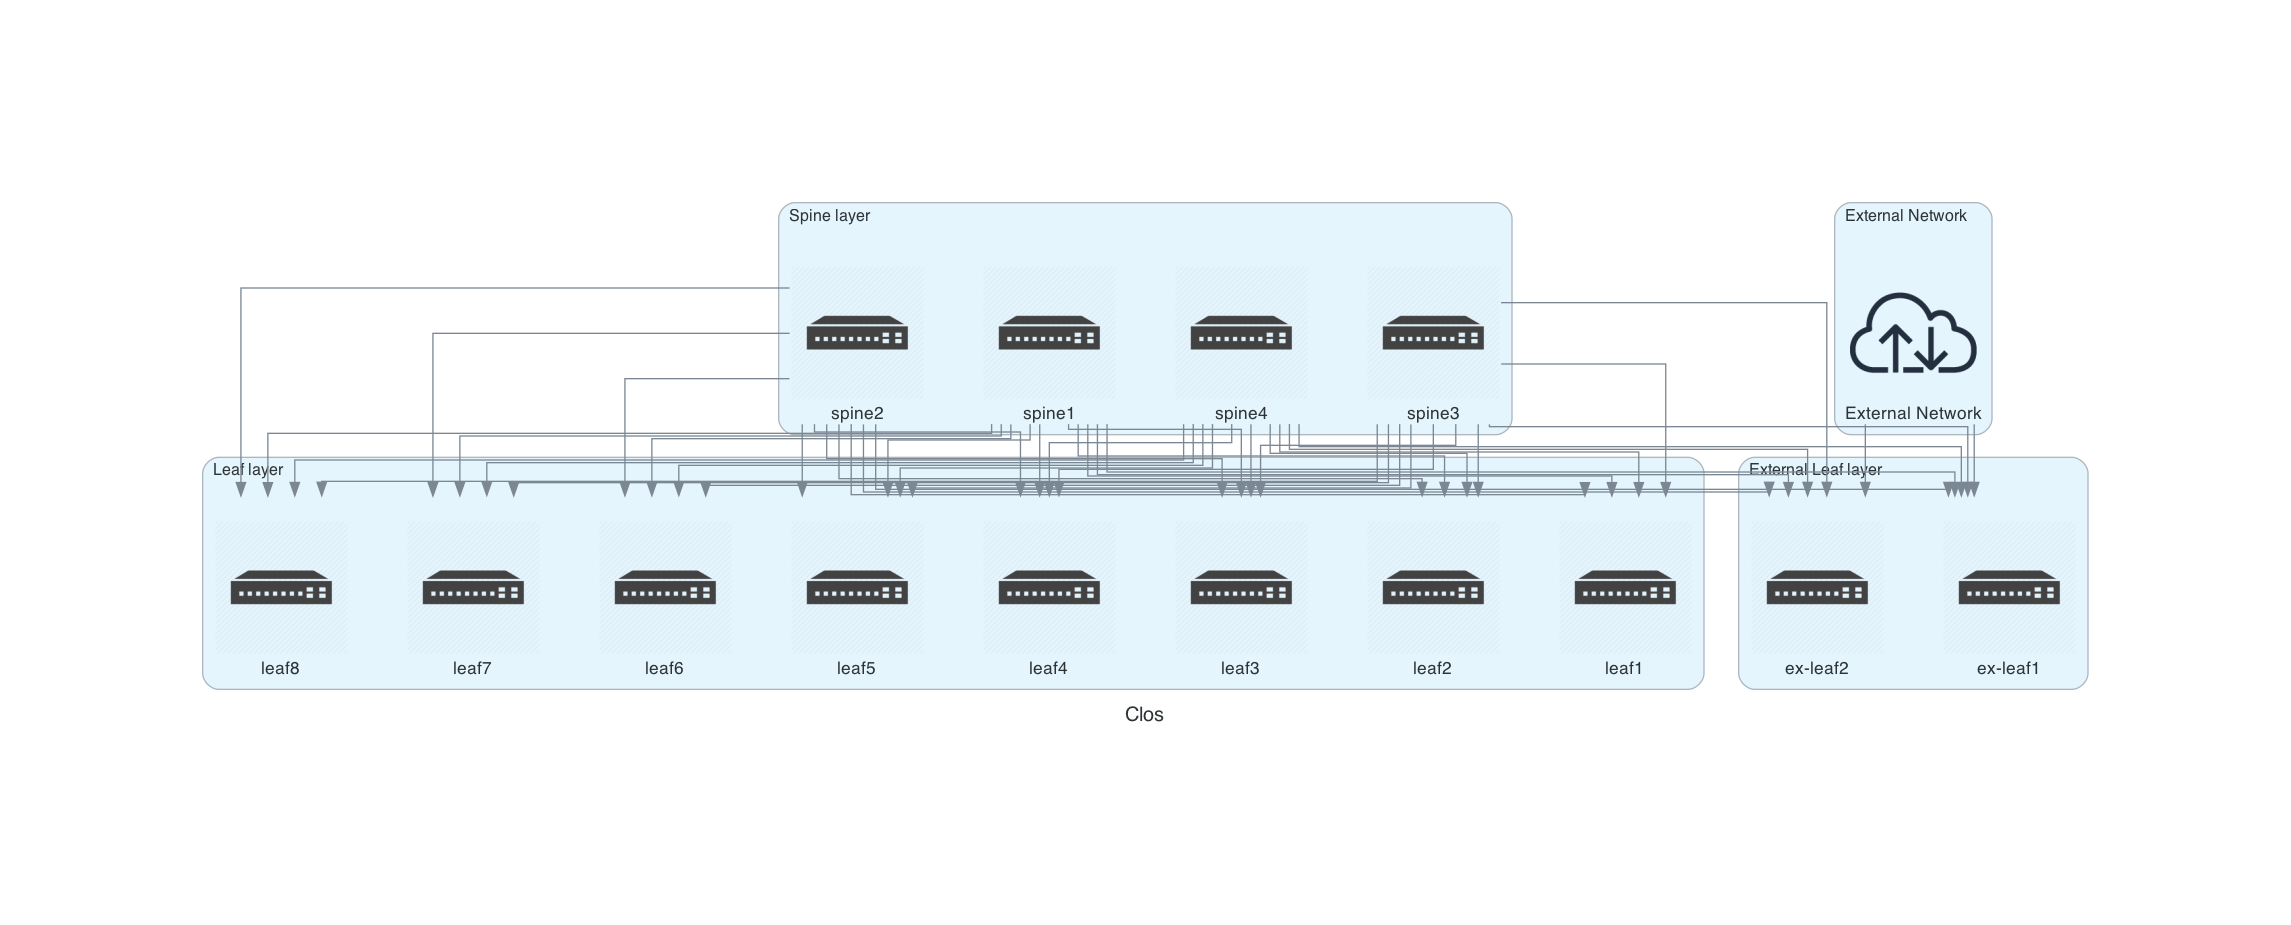 Spine layer
External Network
spine2
spine1
spine4
spine3
External Network
Leaf layer
External Leaf layer
leaf8
leaf7
leaf6
leaf5
leaf4
leaf3
leaf2
leaf1
ex-leaf2
ex-leaf1
Clos